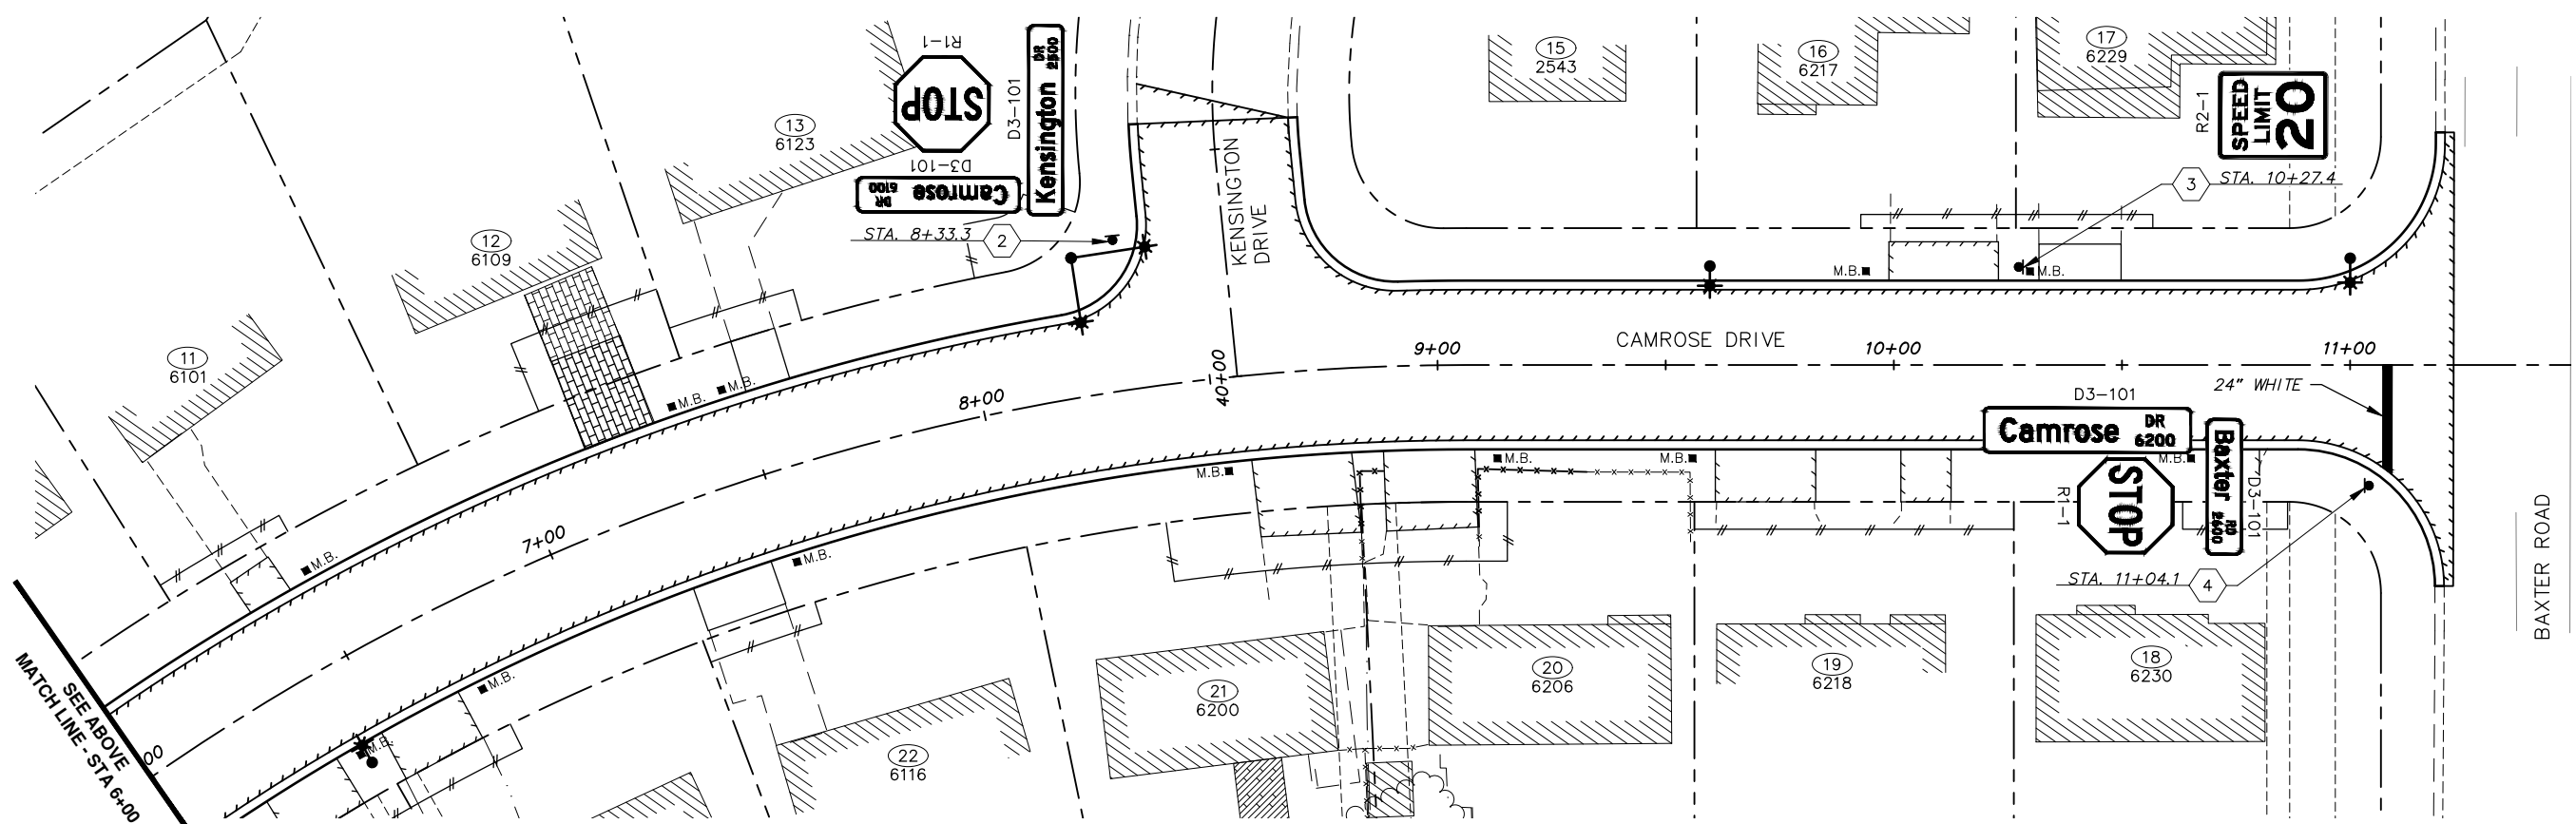 R1-1
STOP
D3-101
Kensington DR 2500
D3-101
Camrose DR 6100
STA. 8+33.3
2
13
6123
12
6109
11
6101
15
2543
16
6217
17
6229
R2-1
SPEED
LIMIT
20
3
STA. 10+27.4
KENSINGTON
DRIVE
M.B.
M.B.
CAMROSE DRIVE
9+00
10+00
11+00
40+00
8+00
7+00
00
24" WHITE
D3-101
Camrose DR 6200
M.B.
M.B.
M.B.
M.B.
M.B.
M.B.
M.B.
M.B.
M.B.
M.B.
M.B.
R1-1
STOP
Baxter RD 2600
D3-101
STA. 11+04.1
4
BAXTER ROAD
SEE ABOVE
MATCH LINE - STA 6+00
22
6116
21
6200
20
6206
19
6218
18
6230